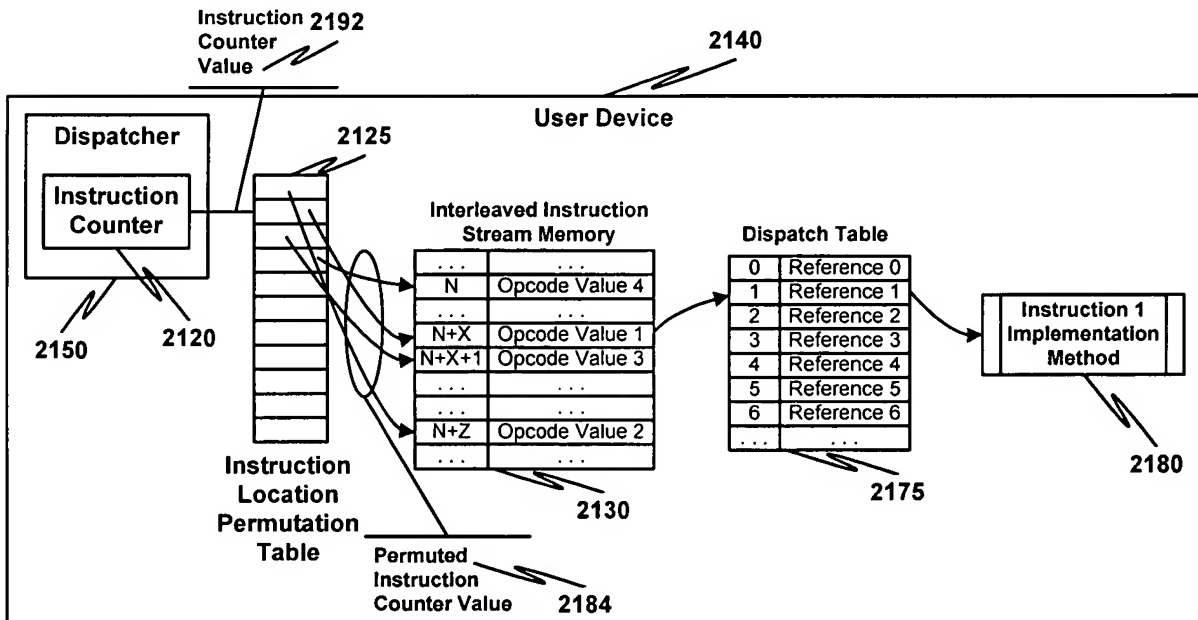 Instruction
Counter
Value
2192
2140
User Device
Dispatcher
Instruction
Counter
2125
2150
2120
Instruction
Location
Permutation
Table
Interleaved Instruction
Stream Memory
. . . . . .
N Opcode Value 4
. . . . . .
N+X Opcode Value 1
N+X+1 Opcode Value 3
. . . . . .
. . . . . .
N+Z Opcode Value 2
. . . . . .
2130
Permuted
Instruction
Counter Value
2184
Dispatch Table
0 Reference 0
1 Reference 1
2 Reference 2
3 Reference 3
4 Reference 4
5 Reference 5
6 Reference 6
. . . . . .
2175
Instruction 1
Implementation
Method
2180